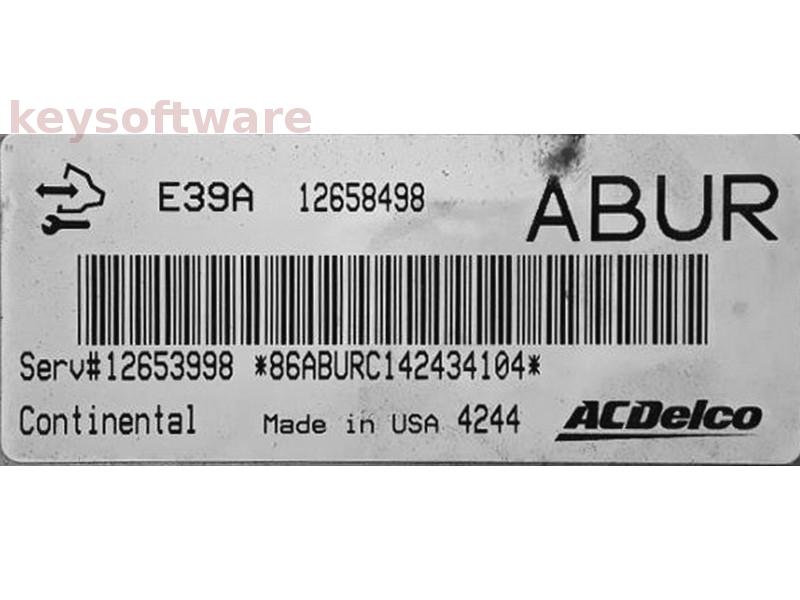 keysoftware
E39A 12658498 ABUR
Serv#12653998 *86ABURC142434104*
Continental Made in USA 4244 ACDelco